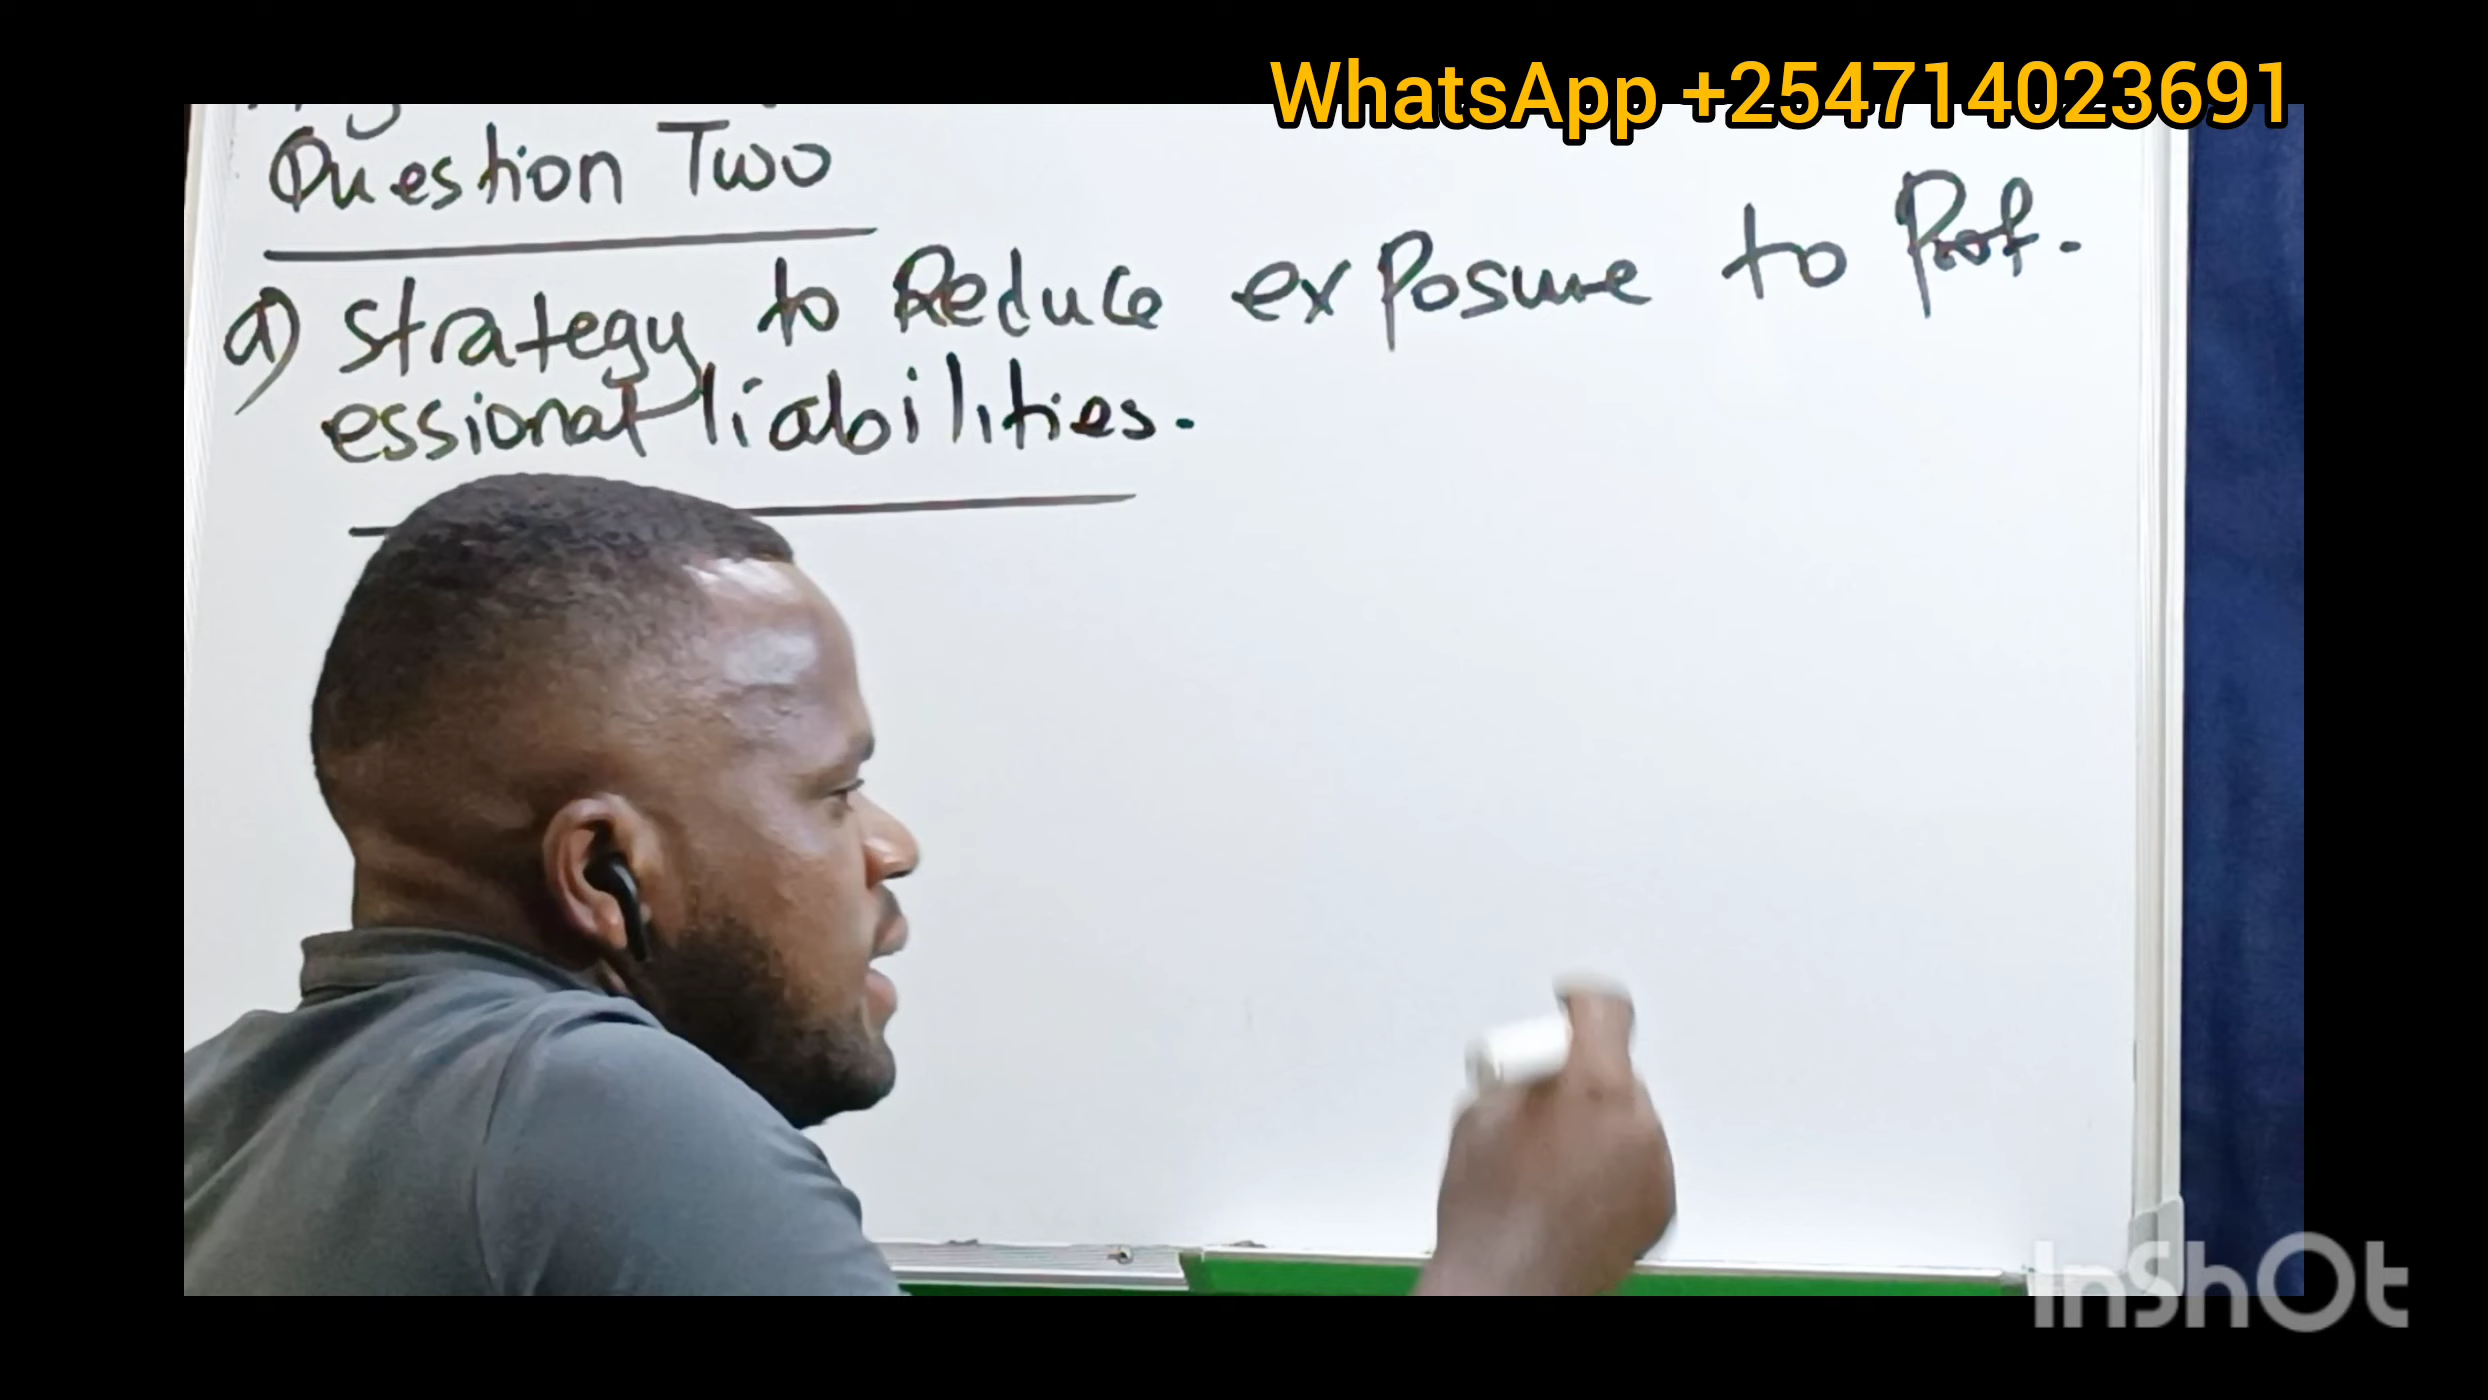 WhatsApp +254714023691
Question Two
a) Strategy to Reduce exposure to Prof-
essional liabilities.
InShOt